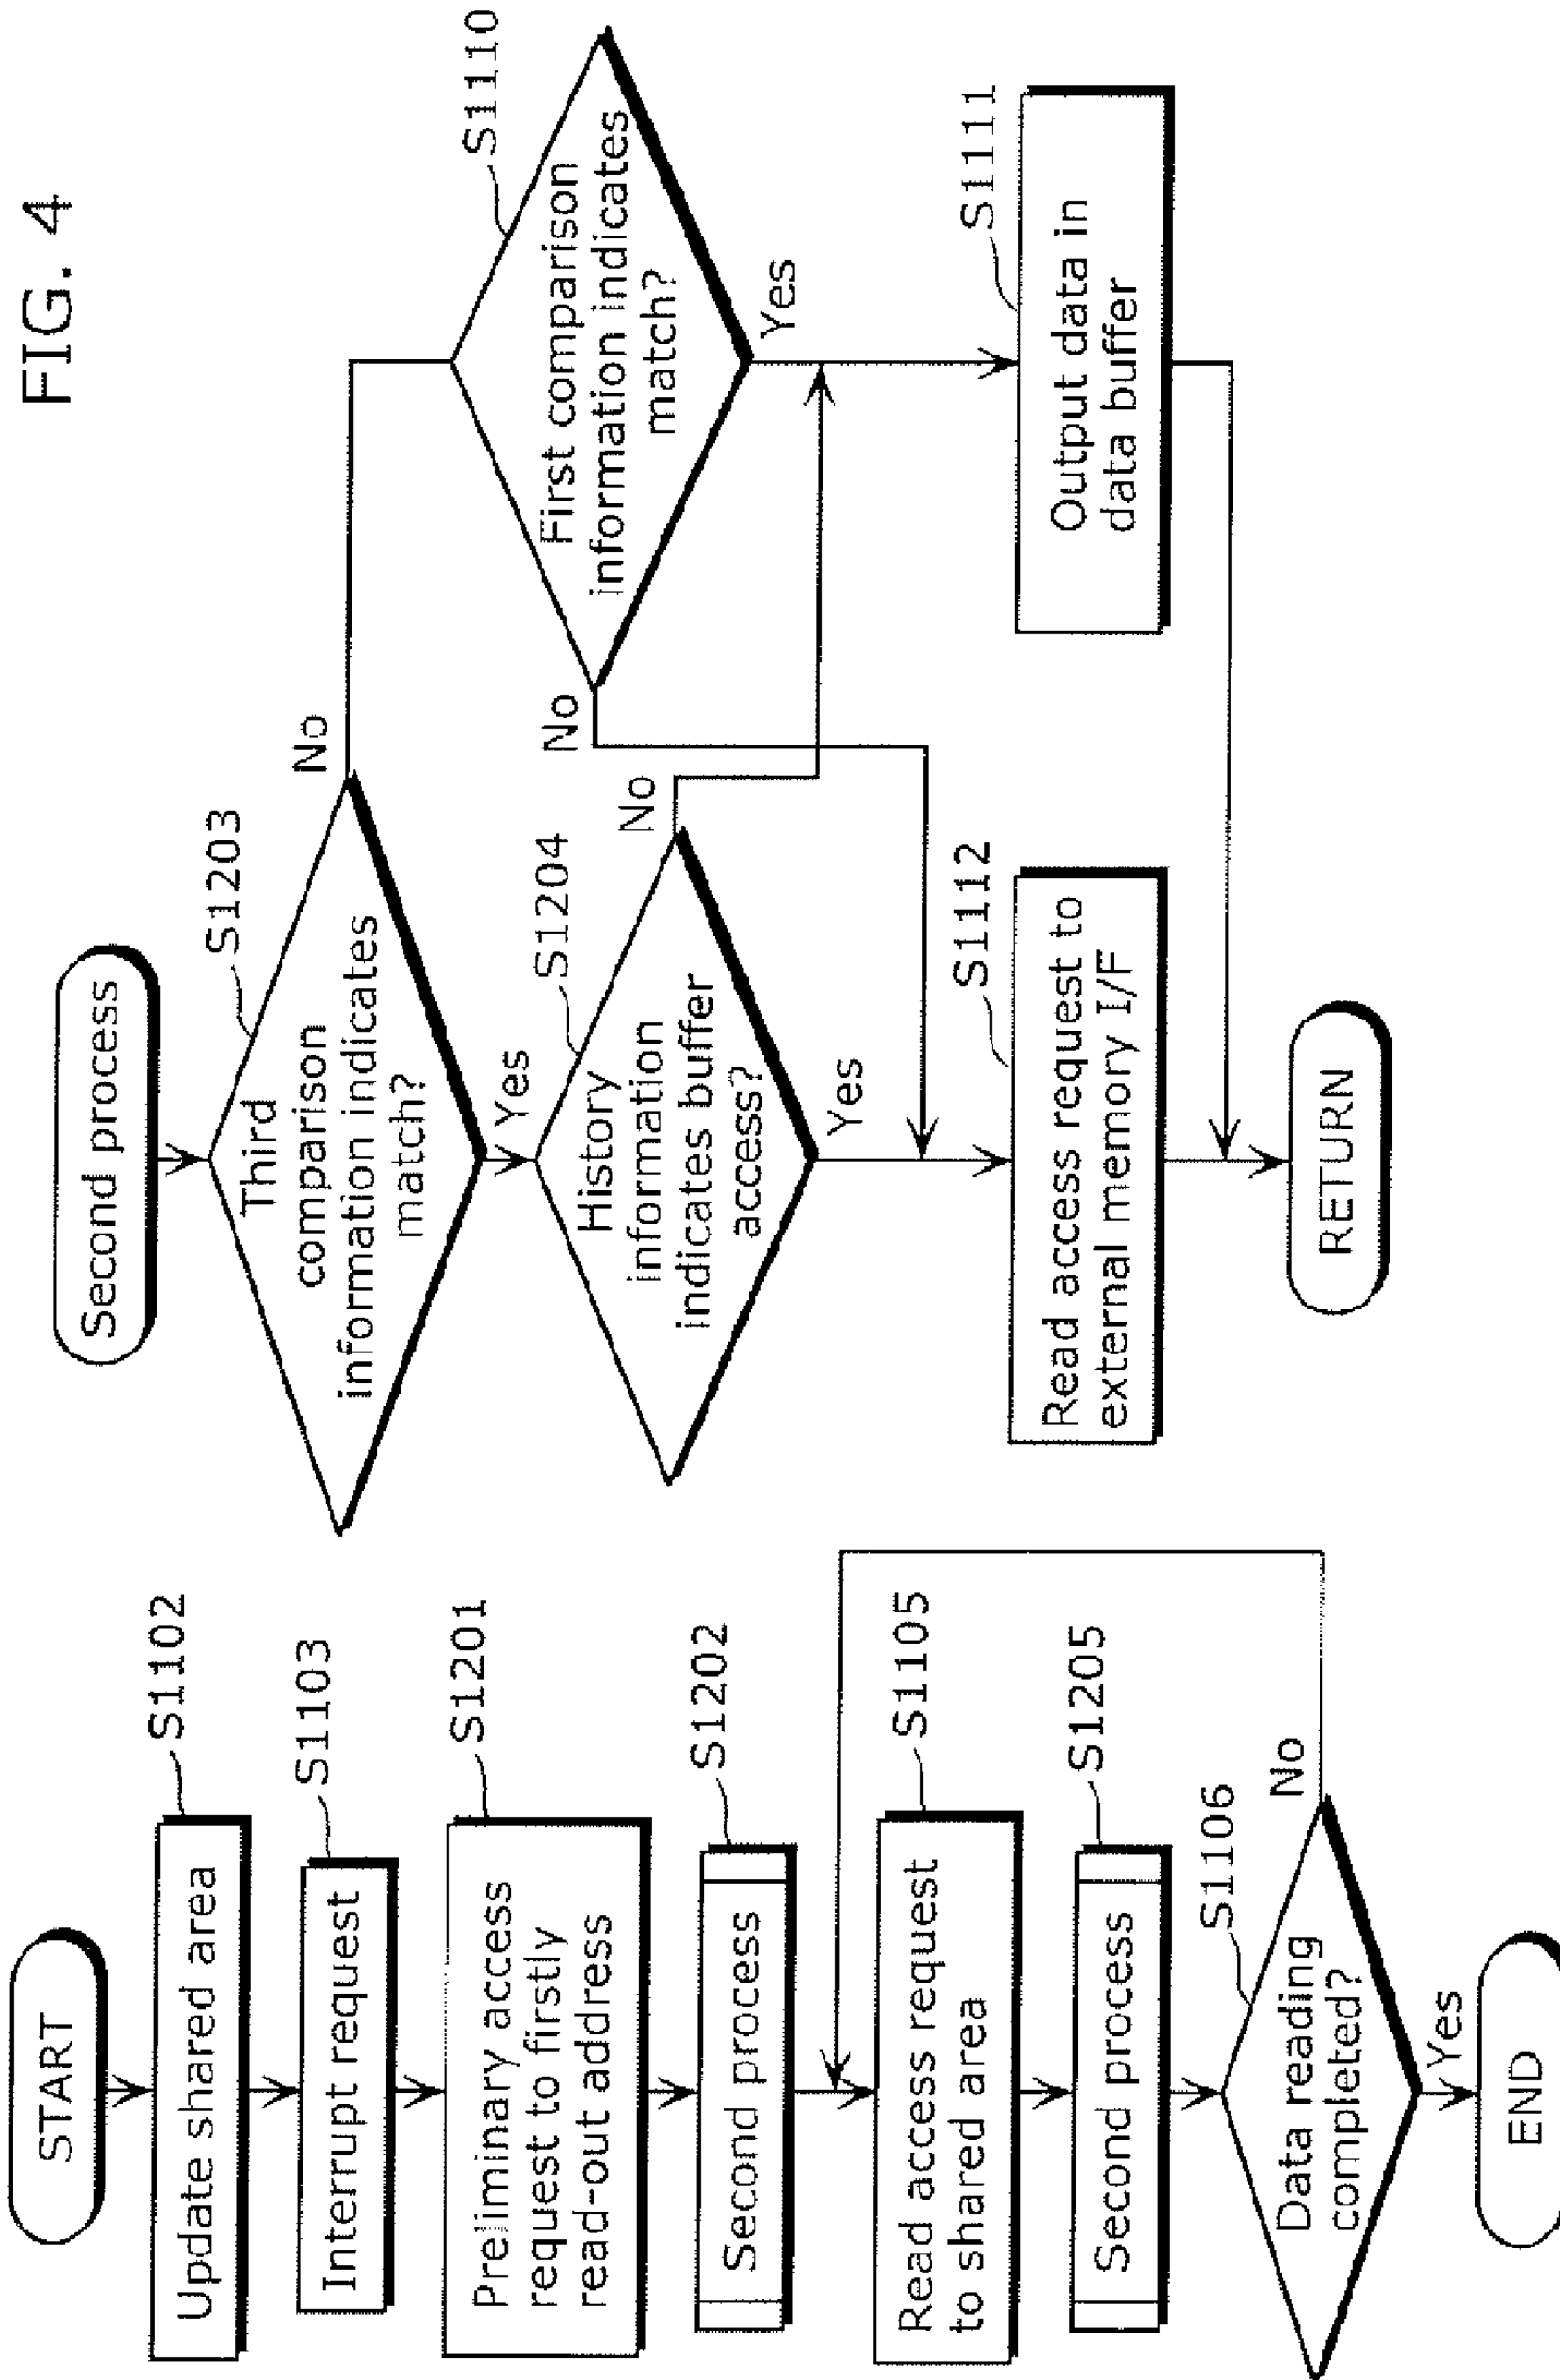 FIG. 4
START
Update shared area
S1102
Interrupt request
S1103
Preliminary access
request to firstly
read-out address
S1201
Second process
S1202
Read access request
to shared area
S1105
Second process
S1205
Data reading
completed?
S1106
No
Yes
END
Second process
Third
comparison
information indicates
match?
S1203
No
Yes
History
information
indicates buffer
access?
S1204
No
Yes
First comparison
information indicates
match?
S1110
No
Yes
Output data in
data buffer
S1111
Read access request to
external memory I/F
S1112
RETURN